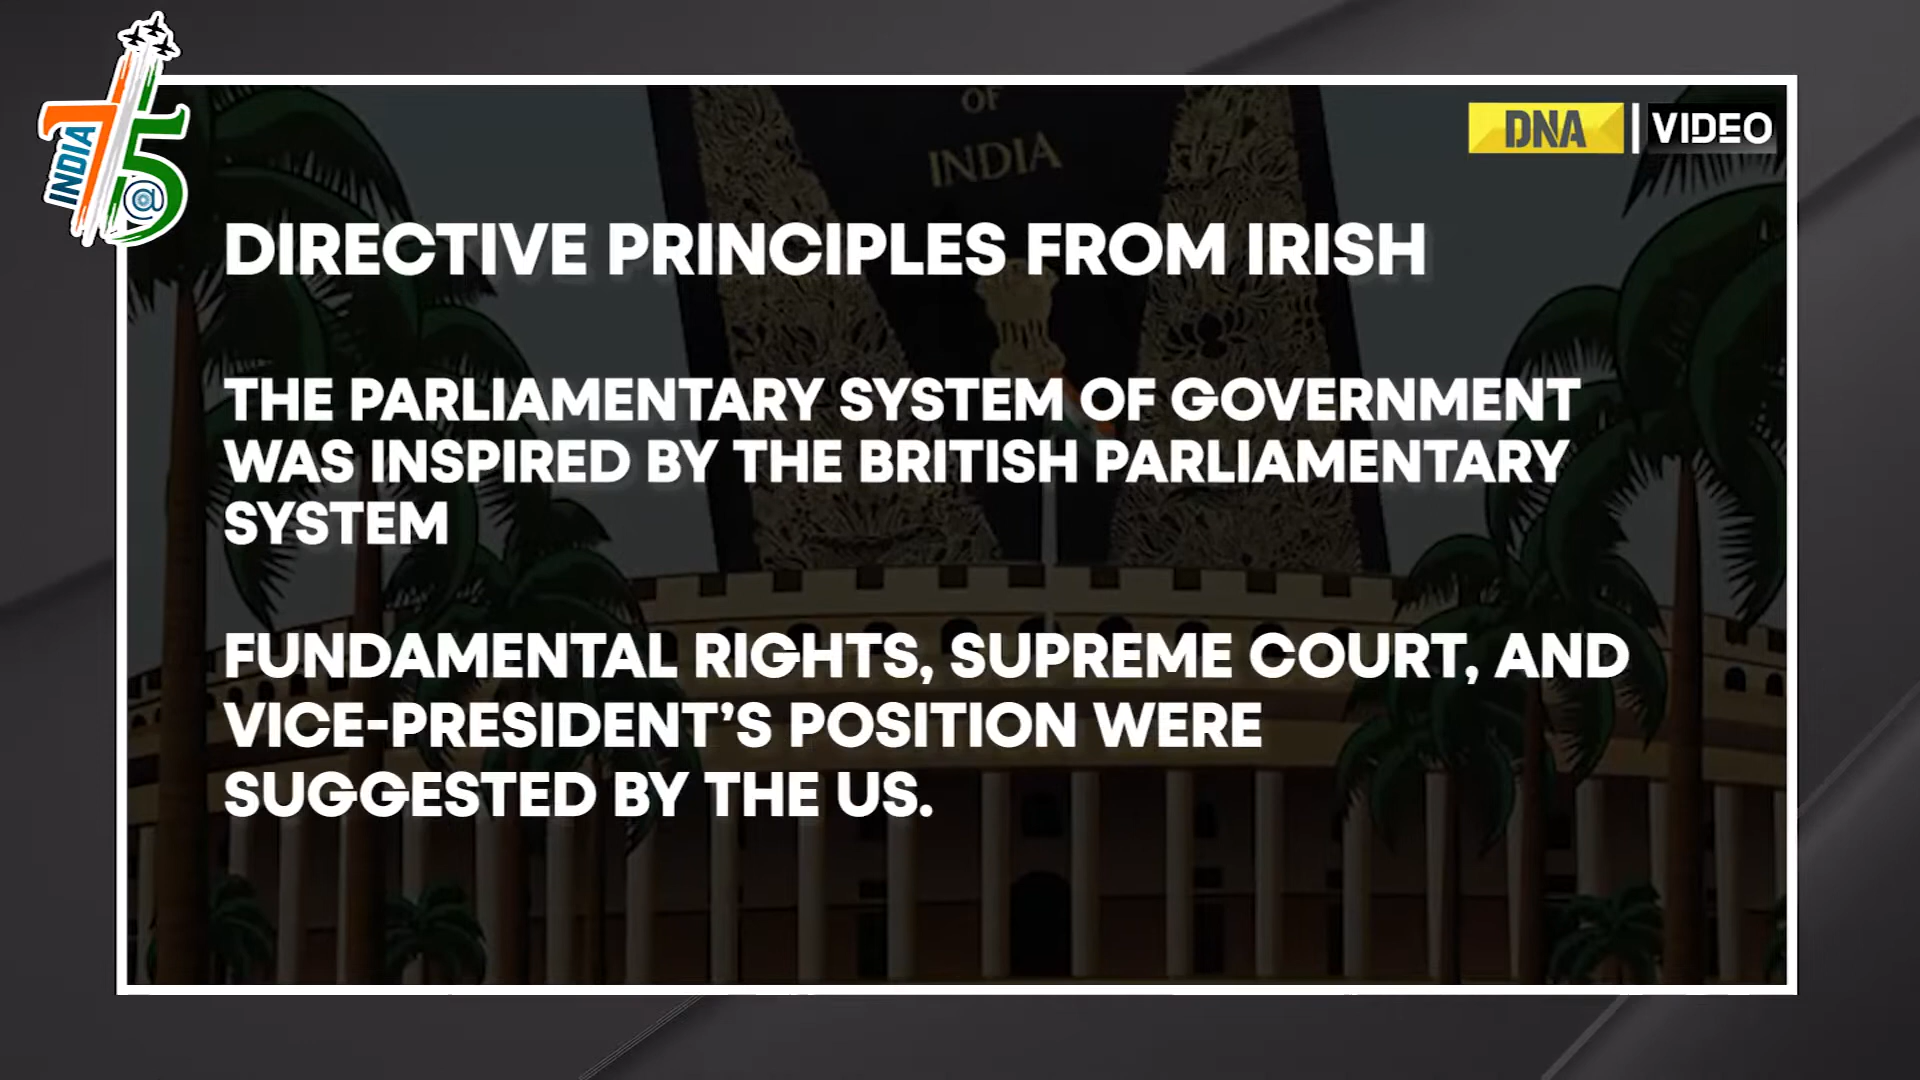 INDIA
75
@
DNA | VIDEO
OF
INDIA
DIRECTIVE PRINCIPLES FROM IRISH
THE PARLIAMENTARY SYSTEM OF GOVERNMENT
WAS INSPIRED BY THE BRITISH PARLIAMENTARY
SYSTEM
FUNDAMENTAL RIGHTS, SUPREME COURT, AND
VICE-PRESIDENT’S POSITION WERE
SUGGESTED BY THE US.